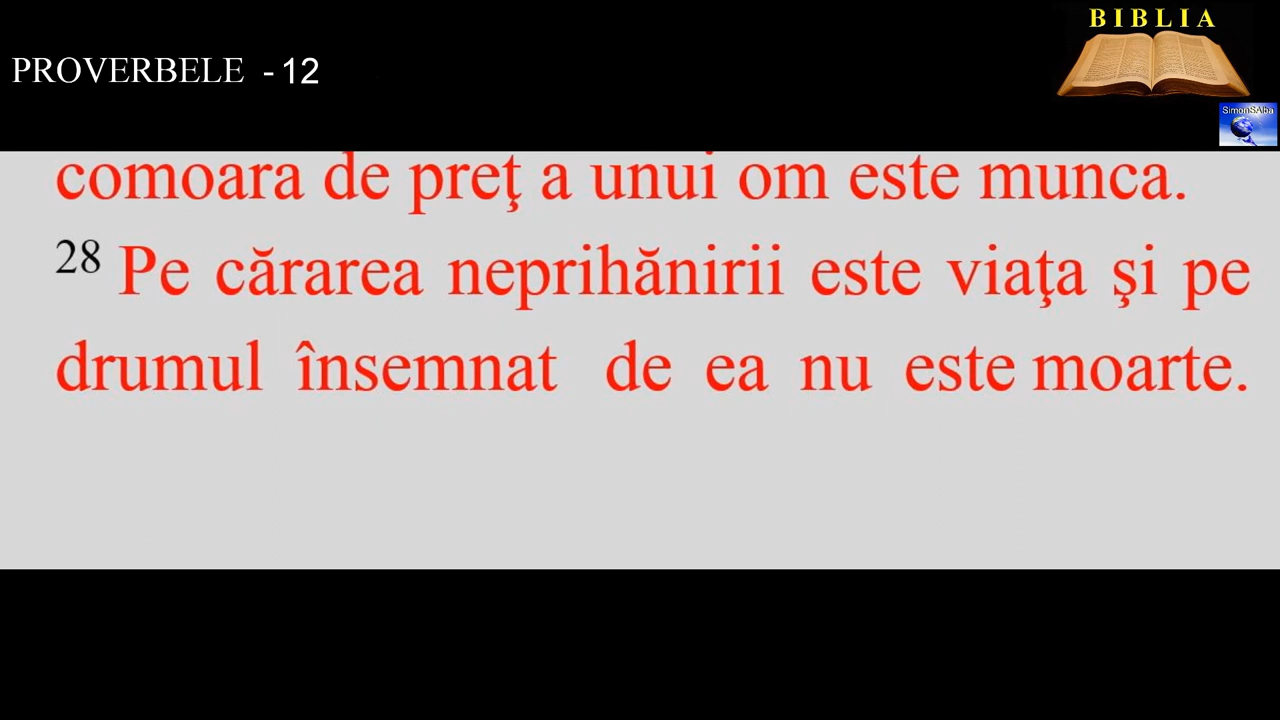 BIBLIA
PROVERBELE - 12
SimonSAlba
comoara de preţ a unui om este munca.
28 Pe cărarea neprihănirii este viaţa şi pe
drumul însemnat de ea nu este moarte.